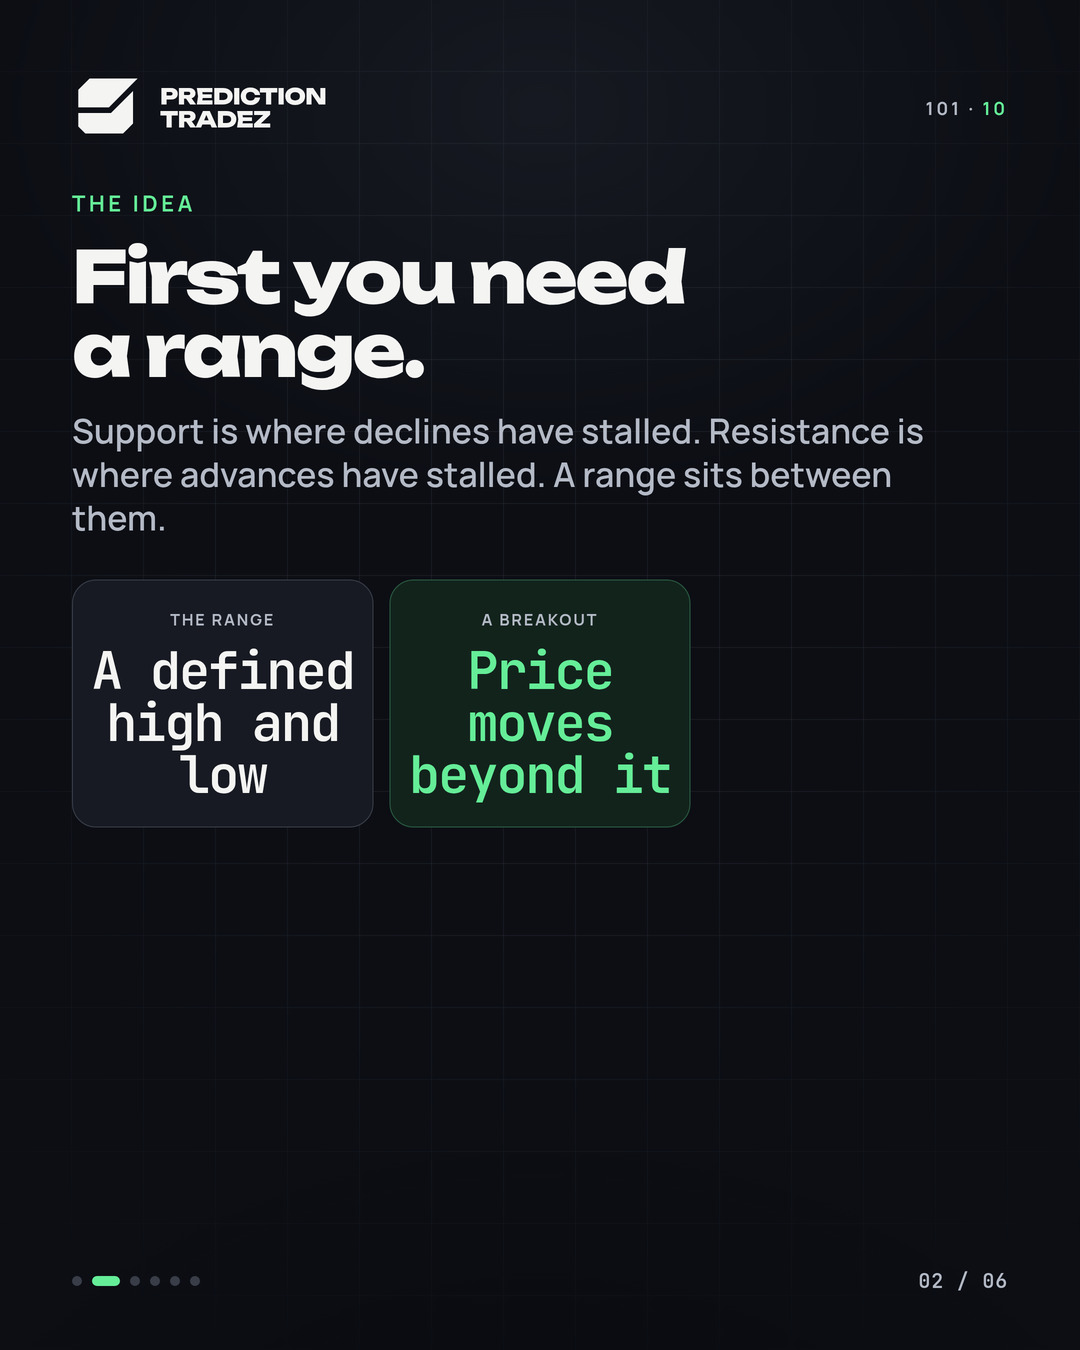 PREDICTION
TRADEZ
101 · 10
THE IDEA
First you need
a range.
Support is where declines have stalled. Resistance is
where advances have stalled. A range sits between
them.
THE RANGE
A defined
high and
low
A BREAKOUT
Price
moves
beyond it
02 / 06